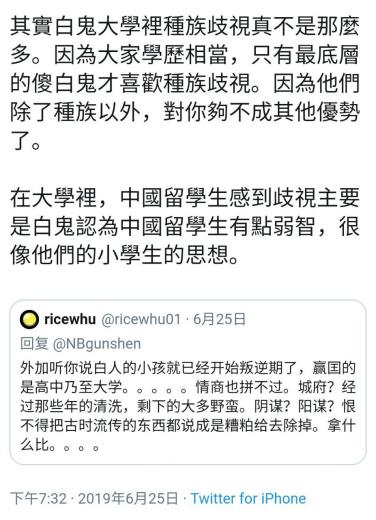 其實白鬼大學裡種族歧視真不是那麼
多。因為大家學歷相當，只有最底層
的傻白鬼才喜歡種族歧視。因為他們
除了種族以外，對你夠不成其他優勢
了。
在大學裡，中國留學生感到歧視主要
是白鬼認為中國留學生有點弱智，很
像他們的小學生的思想。
ricewhu @ricewhu01 · 6月25日
回复 @NBgunshen
外加听你说白人的小孩就已经开始叛逆期了，赢国的
是高中乃至大学。。。。。情商也拼不过。城府？经
过那些年的清洗，剩下的大多野蛮。阴谋？阳谋？恨
不得把古时流传的东西都说成是糟粕给去除掉。拿什
么比。。。。
下午7:32 · 2019年6月25日 · Twitter for iPhone